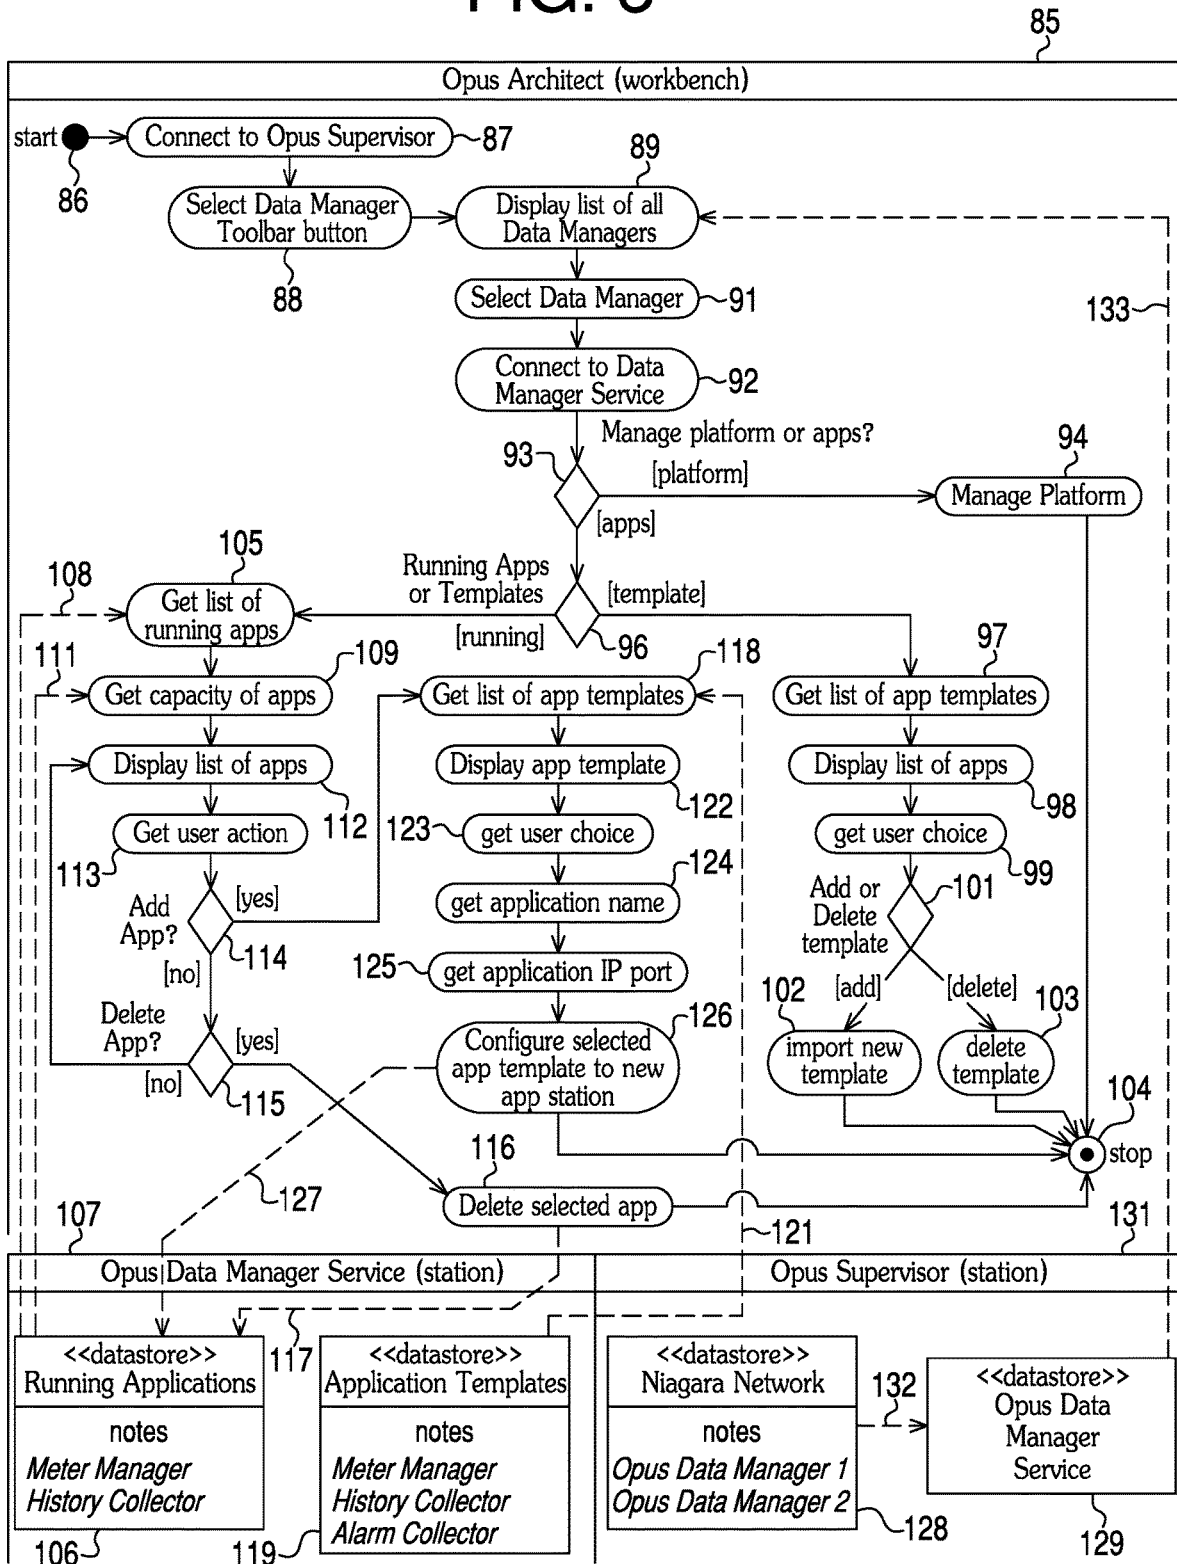 85
Opus Architect (workbench)
start
86
Connect to Opus Supervisor
87
Select Data Manager
Toolbar button
88
89
Display list of all
Data Managers
Select Data Manager
91
133
Connect to Data
Manager Service
92
Manage platform or apps?
93
[platform]
94
Manage Platform
[apps]
105
108
Get list of
running apps
Running Apps
or Templates
[template]
[running]
96
111
109
Get capacity of apps
118
Get list of app templates
97
Get list of app templates
Display list of apps
112
Display app template
122
Display list of apps
98
Get user action
113
123
get user choice
get user choice
99
Add
App?
[yes]
114
[no]
124
get application name
Add or
Delete
template
101
125
get application IP port
102
[add]
[delete]
103
Delete
App?
[yes]
[no]
115
126
Configure selected
app template to new
app station
import new
template
delete
template
104
stop
116
Delete selected app
127
121
107
131
Opus Data Manager Service (station)
Opus Supervisor (station)
117
<<datastore>>
Running Applications
notes
Meter Manager
History Collector
106
<<datastore>>
Application Templates
notes
Meter Manager
History Collector
Alarm Collector
119
<<datastore>>
Niagara Network
notes
Opus Data Manager 1
Opus Data Manager 2
128
132
<<datastore>>
Opus Data
Manager
Service
129